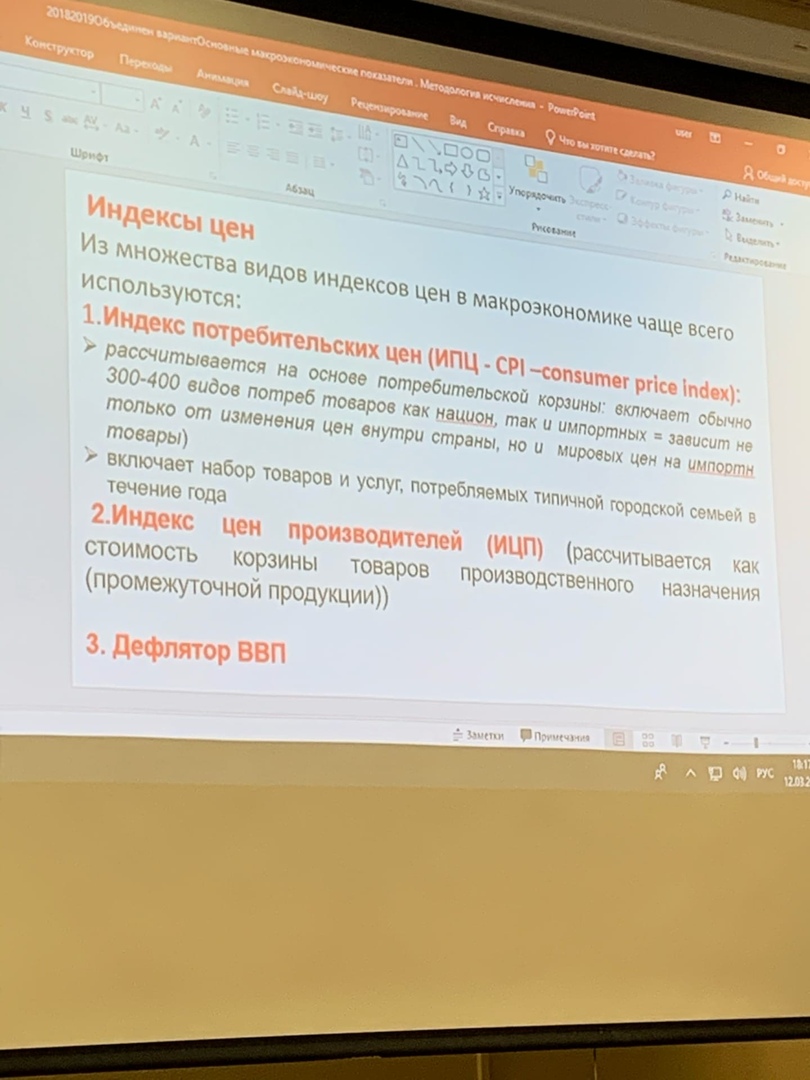 20182019Объединен вариантОсновные макроэкономические показатели . Методология исчисления - PowerPoint
user
Конструктор Переходы Анимация Слайд-шоу Рецензирование Вид Справка Что вы хотите сделать? Общий досту
К Ч S abc AV Aa A
Шрифт
Абзац
Упорядочить Экспресс-
стили
Рисование
Заливка фигуры
Контур фигуры
Эффекты фигуры
Найти
Заменить
Выделить
Редактирование
Индексы цен
Из множества видов индексов цен в макроэкономике чаще всего
используются:
1.Индекс потребительских цен (ИПЦ - CPI –consumer price index):
➢ рассчитывается на основе потребительской корзины: включает обычно
300-400 видов потреб товаров как национ, так и импортных = зависит не
только от изменения цен внутри страны, но и мировых цен на импортн
товары)
➢ включает набор товаров и услуг, потребляемых типичной городской семьей в
течение года
2.Индекс цен производителей (ИЦП) (рассчитывается как
стоимость корзины товаров производственного назначения
(промежуточной продукции))
3. Дефлятор ВВП
Заметки Примечания
РУС
18:17
12.03.2